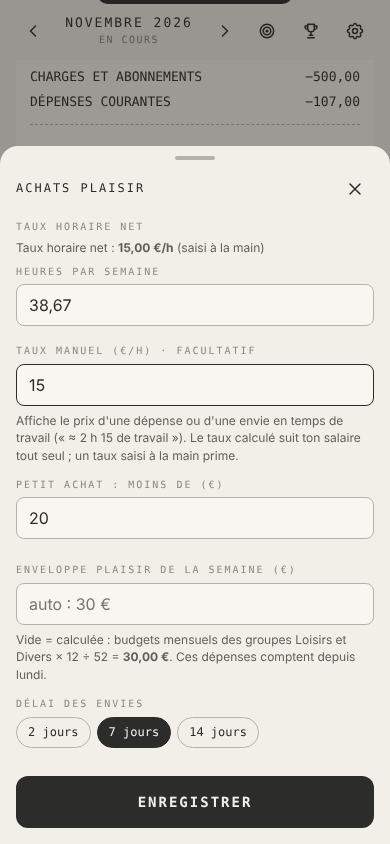 NOVEMBRE 2026
EN COURS
CHARGES ET ABONNEMENTS −500,00
DÉPENSES COURANTES −107,00
ACHATS PLAISIR
TAUX HORAIRE NET
Taux horaire net : 15,00 €/h (saisi à la main)
HEURES PAR SEMAINE
38,67
TAUX MANUEL (€/H) · FACULTATIF
15
Affiche le prix d'une dépense ou d'une envie en temps de
travail (« ≈ 2 h 15 de travail »). Le taux calculé suit ton salaire
tout seul ; un taux saisi à la main prime.
PETIT ACHAT : MOINS DE (€)
20
ENVELOPPE PLAISIR DE LA SEMAINE (€)
auto : 30 €
Vide = calculée : budgets mensuels des groupes Loisirs et
Divers × 12 ÷ 52 = 30,00 €. Ces dépenses comptent depuis
lundi.
DÉLAI DES ENVIES
2 jours 7 jours 14 jours
ENREGISTRER